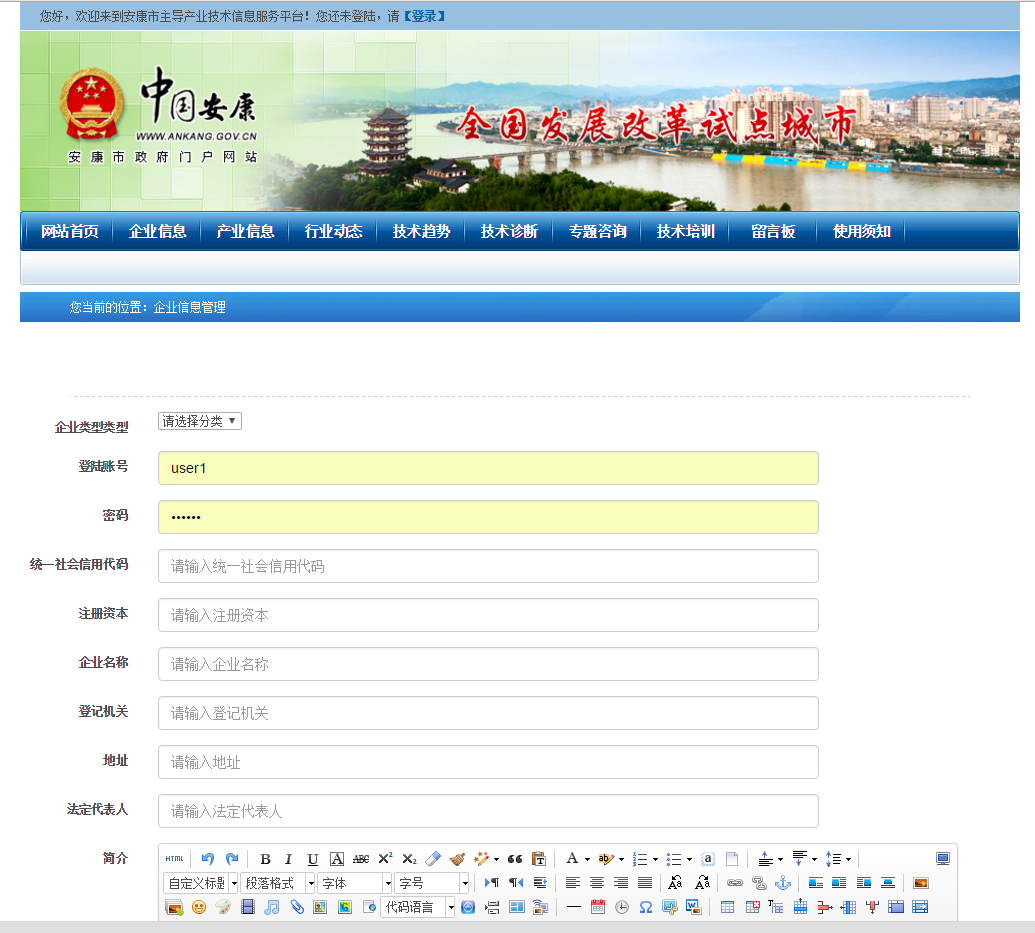 您好，欢迎来到安康市主导产业技术信息服务平台！您还未登陆，请【登录】
中国安康
WWW.ANKANG.GOV.CN
安康市政府门户网站
全国发展改革试点城市
网站首页 企业信息 产业信息 行业动态 技术趋势 技术诊断 专题咨询 技术培训 留言板 使用须知
您当前的位置：企业信息管理
企业类型类型 请选择分类
登陆账号 user1
密码 ••••••
统一社会信用代码 请输入统一社会信用代码
注册资本 请输入注册资本
企业名称 请输入企业名称
登记机关 请输入登记机关
地址 请输入地址
法定代表人 请输入法定代表人
简介 HTML B I U A ABC X² X₂ A ab a
自定义标题 段落格式 字体 字号
代码语言